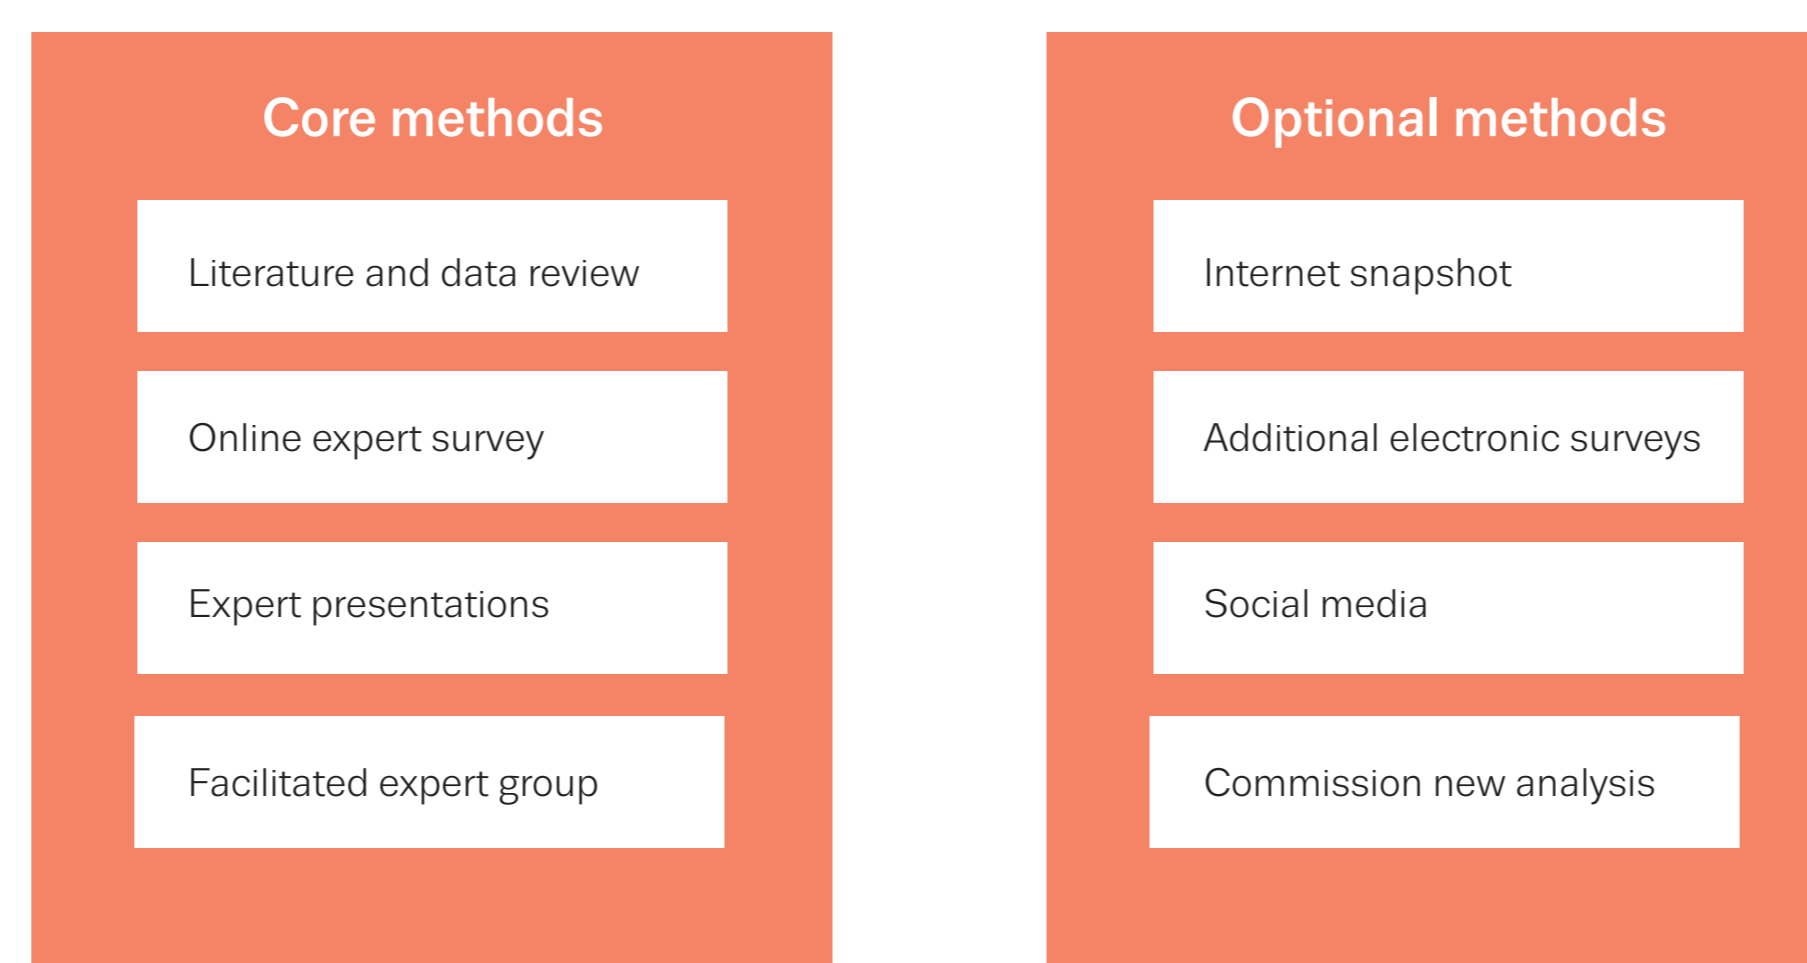 Core methods
Literature and data review
Online expert survey
Expert presentations
Facilitated expert group
Optional methods
Internet snapshot
Additional electronic surveys
Social media
Commission new analysis